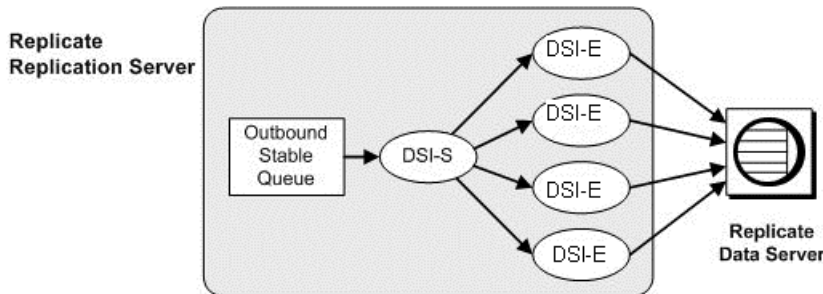 Replicate
Replication Server
Outbound
Stable
Queue
DSI-S
DSI-E
DSI-E
DSI-E
DSI-E
Replicate
Data Server